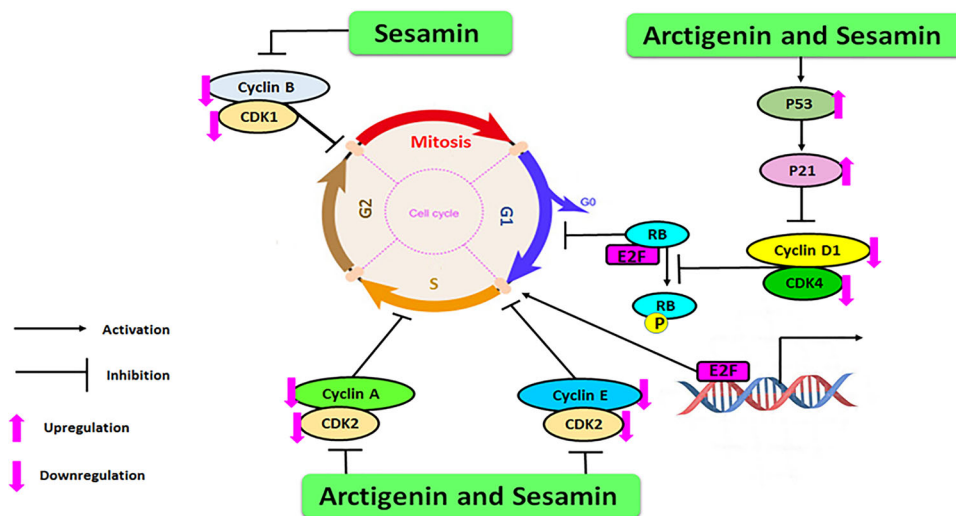 Sesamin
Arctigenin and Sesamin
Cyclin B
CDK1
P53
P21
Mitosis
G2
Cell cycle
G1
G0
S
RB
E2F
Cyclin D1
CDK4
RB
P
Activation
Inhibition
Upregulation
Downregulation
E2F
Cyclin A
CDK2
Cyclin E
CDK2
Arctigenin and Sesamin